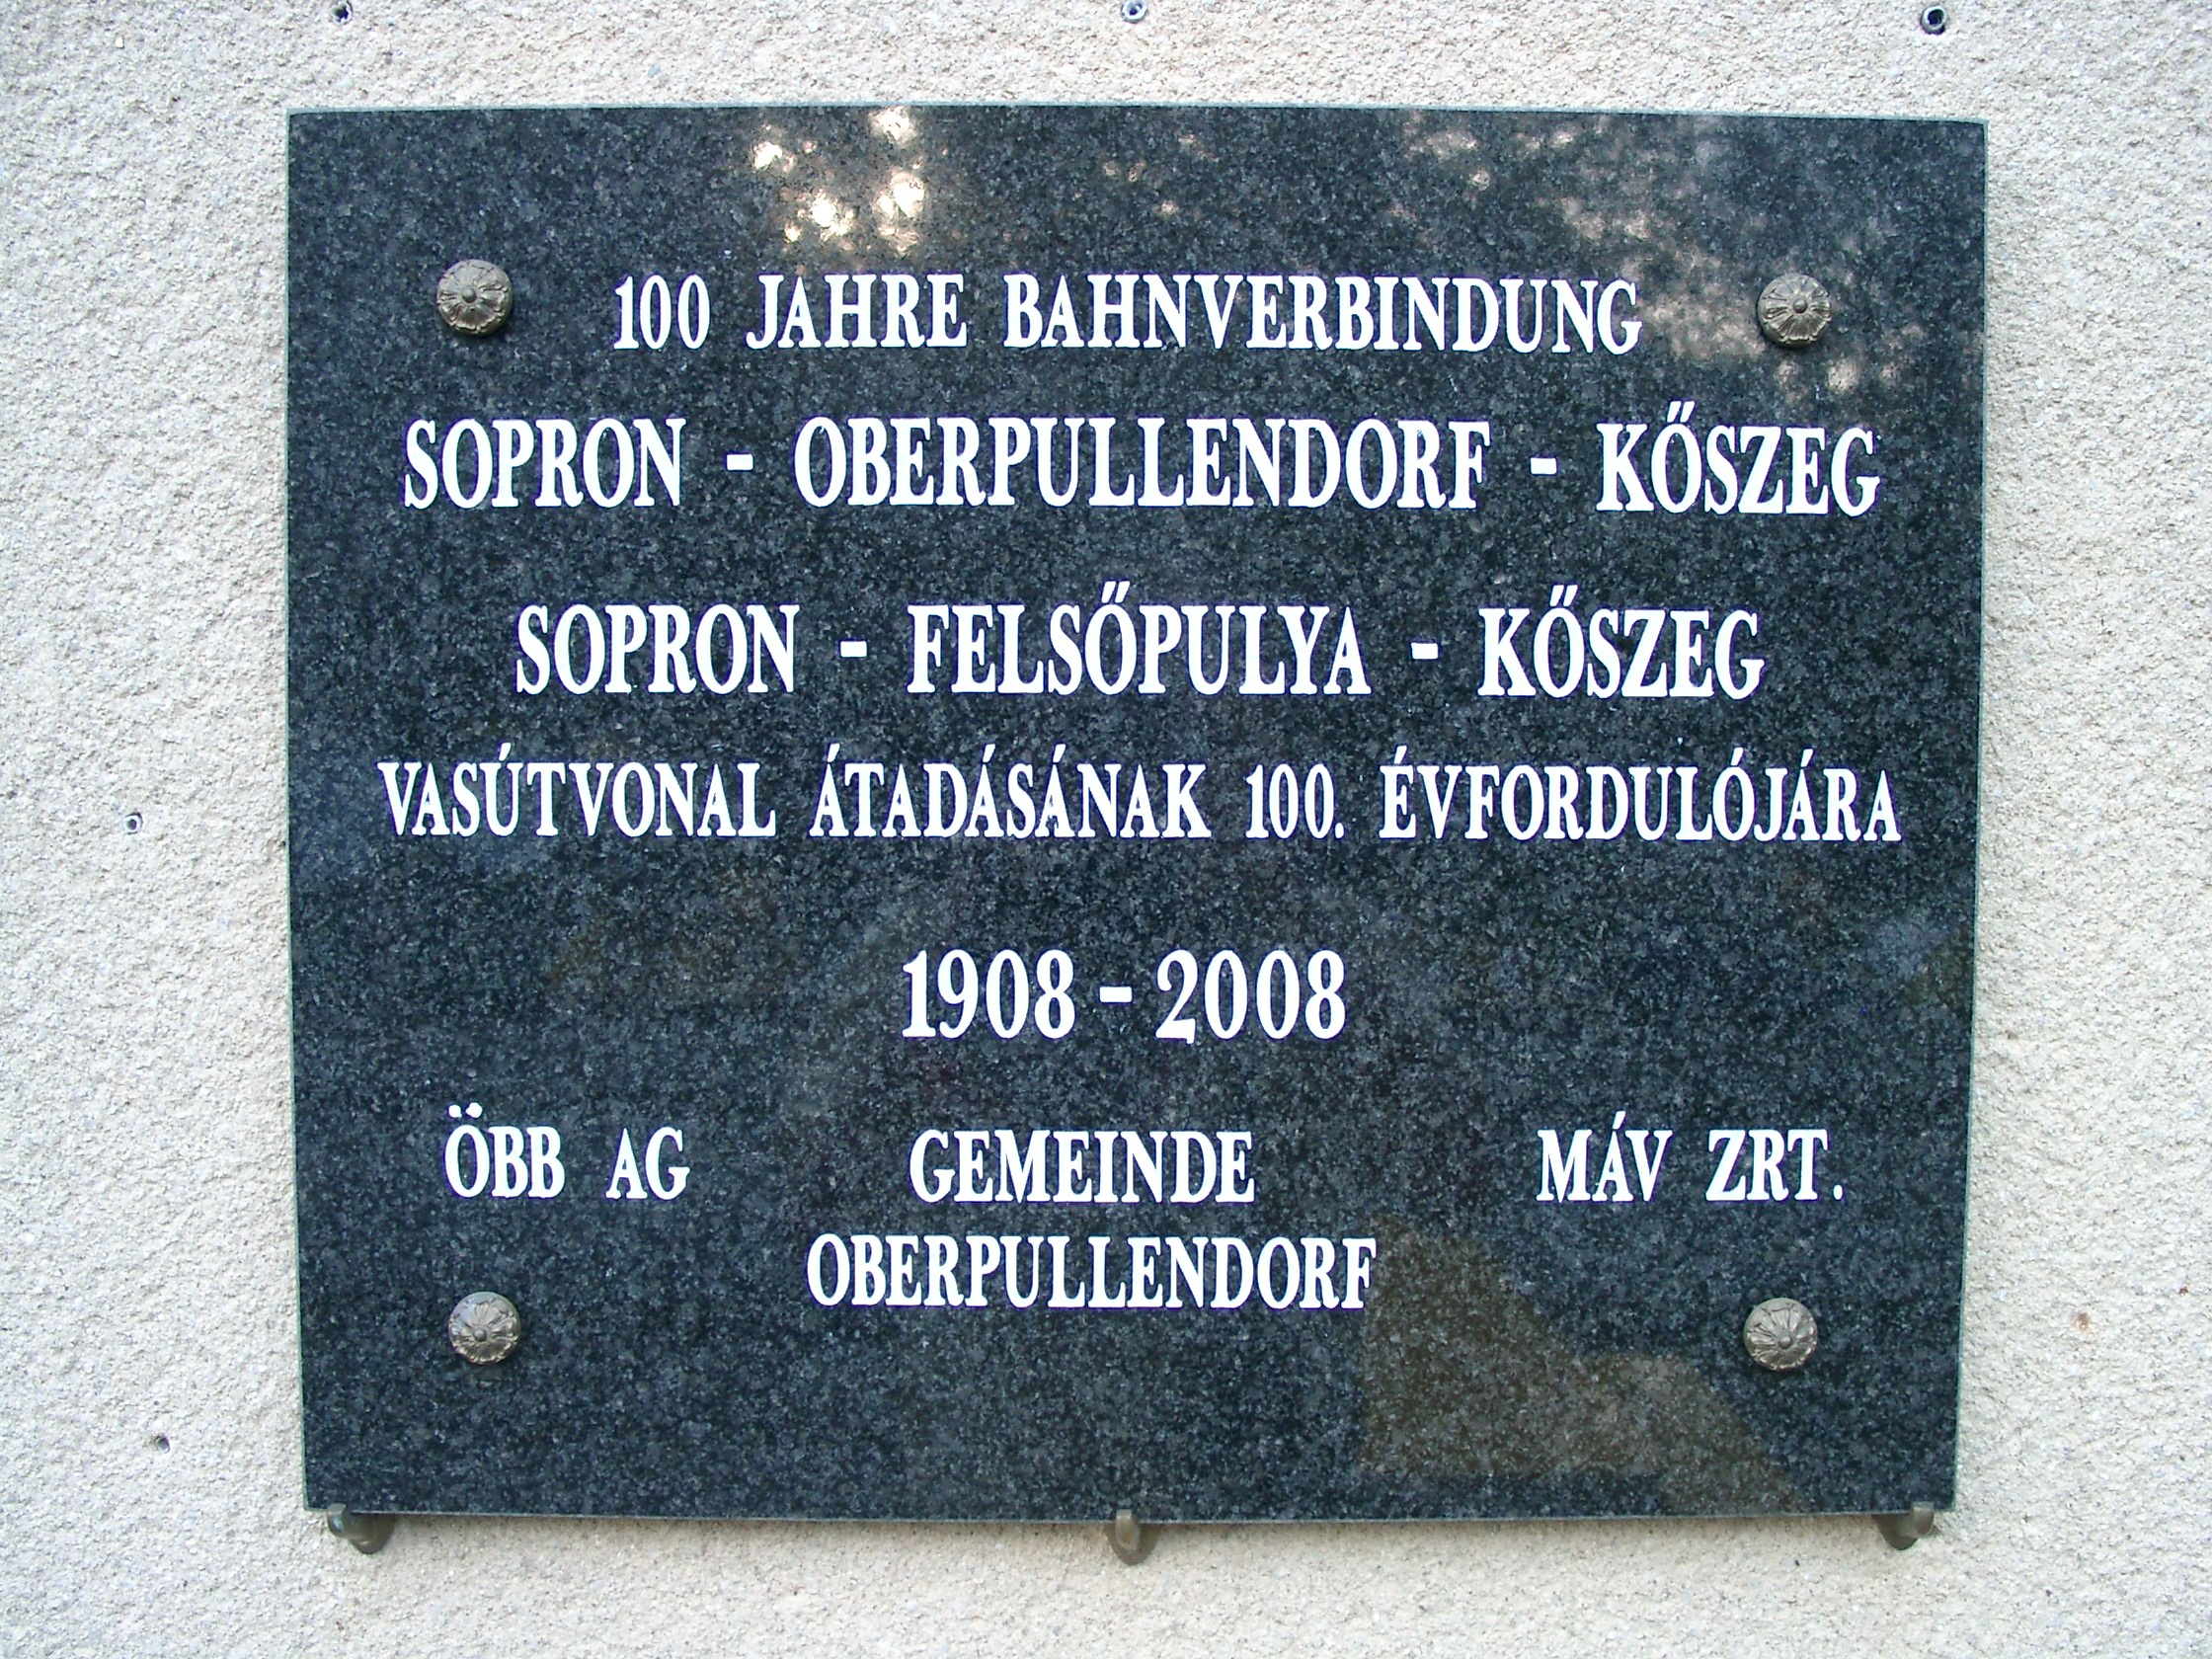 100 JAHRE BAHNVERBINDUNG
SOPRON - OBERPULLENDORF - KŐSZEG
SOPRON - FELSŐPULYA - KŐSZEG
VASÚTVONAL ÁTADÁSÁNAK 100. ÉVFORDULÓJÁRA
1908 - 2008
ÖBB AG GEMEINDE MÁV ZRT.
OBERPULLENDORF